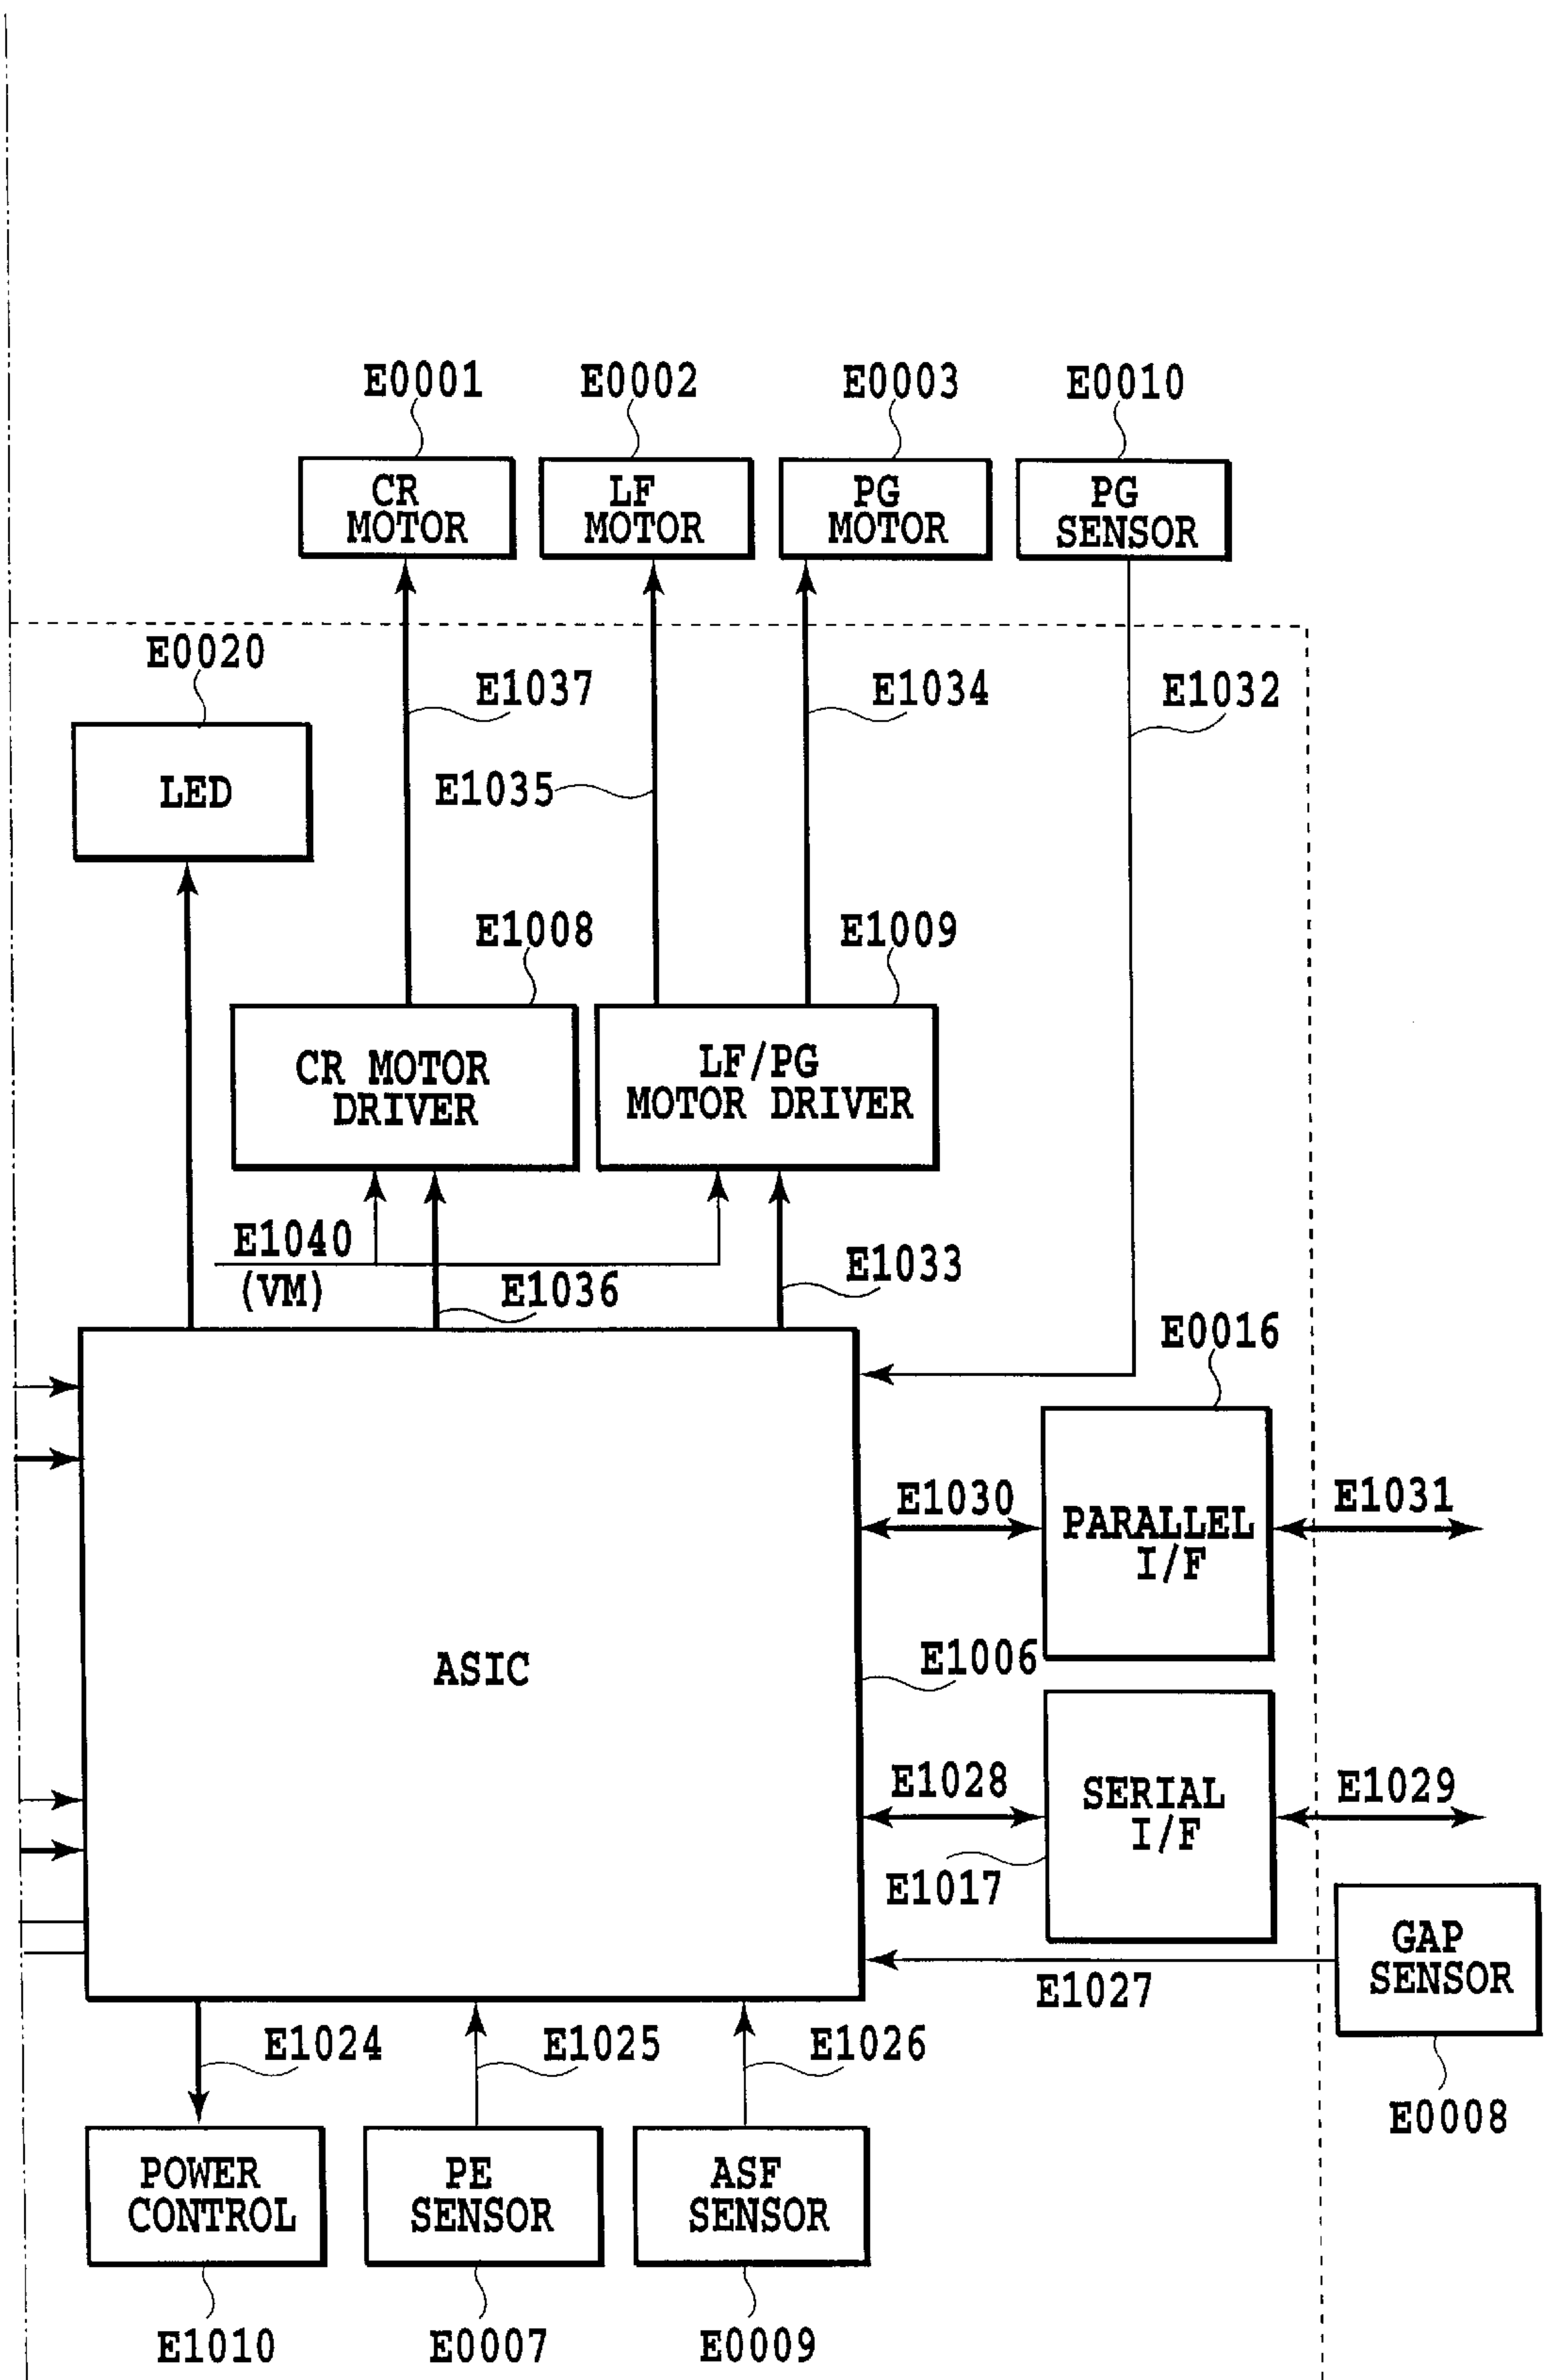 E0001
E0002
E0003
E0010
CR
MOTOR
LF
MOTOR
PG
MOTOR
PG
SENSOR
E0020
E1037
E1034
E1032
LED
E1035
E1008
E1009
CR MOTOR
DRIVER
LF/PG
MOTOR DRIVER
E1040
(VM)
E1036
E1033
E0016
E1030
PARALLEL
I/F
E1031
ASIC
E1006
E1028
SERIAL
I/F
E1029
E1017
GAP
SENSOR
E1027
E0008
E1024
E1025
E1026
POWER
CONTROL
PE
SENSOR
ASF
SENSOR
E1010
E0007
E0009